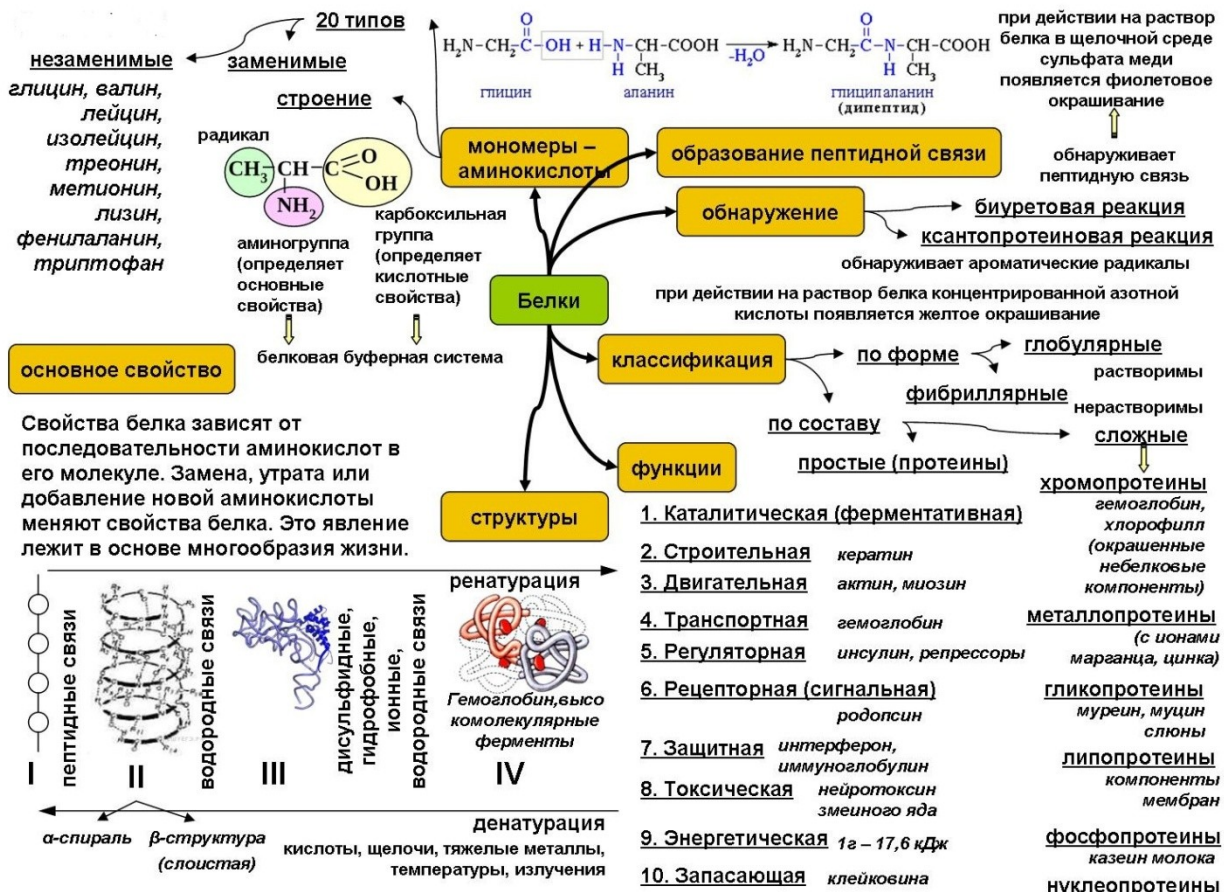 20 типов
незаменимые
заменимые
глицин, валин,
лейцин,
изолейцин,
треонин,
метионин,
лизин,
фенилаланин,
триптофан
строение
радикал
CH₃
CH
C
O
OH
NH₂
аминогруппа
(определяет
основные
свойства)
карбоксильная
группа
(определяет
кислотные
свойства)
белковая буферная система
мономеры –
аминокислоты
H₂N
CH₂
C
O
OH + H
N
H
CH
CH₃
COOH
-H₂O
H₂N
CH₂
C
O
N
H
CH
CH₃
COOH
глицин
аланин
глицилаланин
(дипептид)
образование пептидной связи
при действии на раствор
белка в щелочной среде
сульфата меди
появляется фиолетовое
окрашивание
обнаруживает
пептидную связь
обнаружение
биуретовая реакция
ксантопротеиновая реакция
обнаруживает ароматические радикалы
при действии на раствор белка концентрированной азотной
кислоты появляется желтое окрашивание
Белки
классификация
по форме
глобулярные
растворимы
фибриллярные
нерастворимы
по составу
простые (протеины)
сложные
хромопротеины
гемоглобин,
хлорофилл
(окрашенные
небелковые
компоненты)
металлопротеины
(с ионами
марганца, цинка)
гликопротеины
муреин, муцин
слюны
липопротеины
компоненты
мембран
фосфопротеины
казеин молока
нуклеопротеины
функции
1. Каталитическая (ферментативная)
2. Строительная кератин
3. Двигательная актин, миозин
4. Транспортная гемоглобин
5. Регуляторная инсулин, репрессоры
6. Рецепторная (сигнальная)
родопсин
7. Защитная интерферон,
иммуноглобулин
8. Токсическая нейротоксин
змеиного яда
9. Энергетическая 1г – 17,6 кДж
10. Запасающая клейковина
основное свойство
Свойства белка зависят от
последовательности аминокислот в
его молекуле. Замена, утрата или
добавление новой аминокислоты
меняют свойства белка. Это явление
лежит в основе многообразия жизни.
структуры
ренатурация
I
пептидные связи
II
водородные связи
III
дисульфидные,
гидрофобные,
ионные,
водородные связи
Гемоглобин,высо
комолекулярные
ферменты
IV
α-спираль
β-структура
(слоистая)
денатурация
кислоты, щелочи, тяжелые металлы,
температуры, излучения